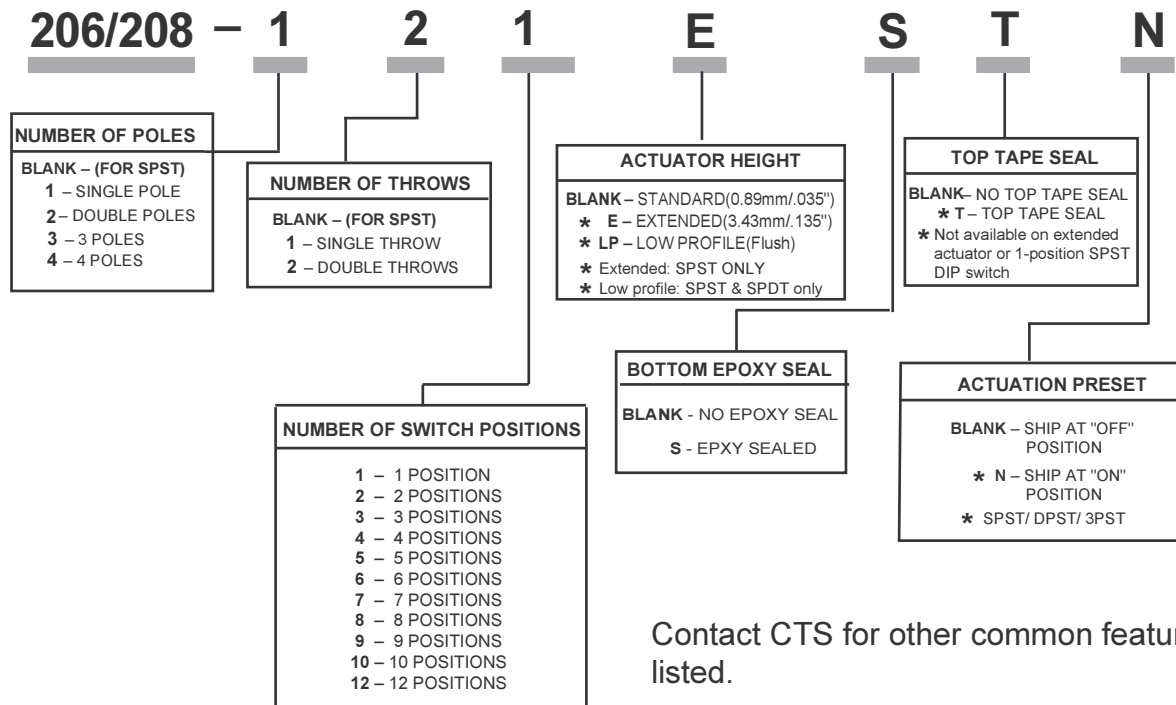 206/208 – 1 2 1 E S T N
NUMBER OF POLES
BLANK – (FOR SPST)
1 – SINGLE POLE
2 – DOUBLE POLES
3 – 3 POLES
4 – 4 POLES
NUMBER OF THROWS
BLANK – (FOR SPST)
1 – SINGLE THROW
2 – DOUBLE THROWS
NUMBER OF SWITCH POSITIONS
1 – 1 POSITION
2 – 2 POSITIONS
3 – 3 POSITIONS
4 – 4 POSITIONS
5 – 5 POSITIONS
6 – 6 POSITIONS
7 – 7 POSITIONS
8 – 8 POSITIONS
9 – 9 POSITIONS
10 – 10 POSITIONS
12 – 12 POSITIONS
ACTUATOR HEIGHT
BLANK – STANDARD(0.89mm/.035")
* E – EXTENDED(3.43mm/.135")
* LP – LOW PROFILE(Flush)
* Extended: SPST ONLY
* Low profile: SPST & SPDT only
BOTTOM EPOXY SEAL
BLANK - NO EPOXY SEAL
S - EPXY SEALED
TOP TAPE SEAL
BLANK – NO TOP TAPE SEAL
* T – TOP TAPE SEAL
* Not available on extended
actuator or 1-position SPST
DIP switch
ACTUATION PRESET
BLANK – SHIP AT "OFF"
POSITION
* N – SHIP AT "ON"
POSITION
* SPST/ DPST/ 3PST
Contact CTS for other common
listed.